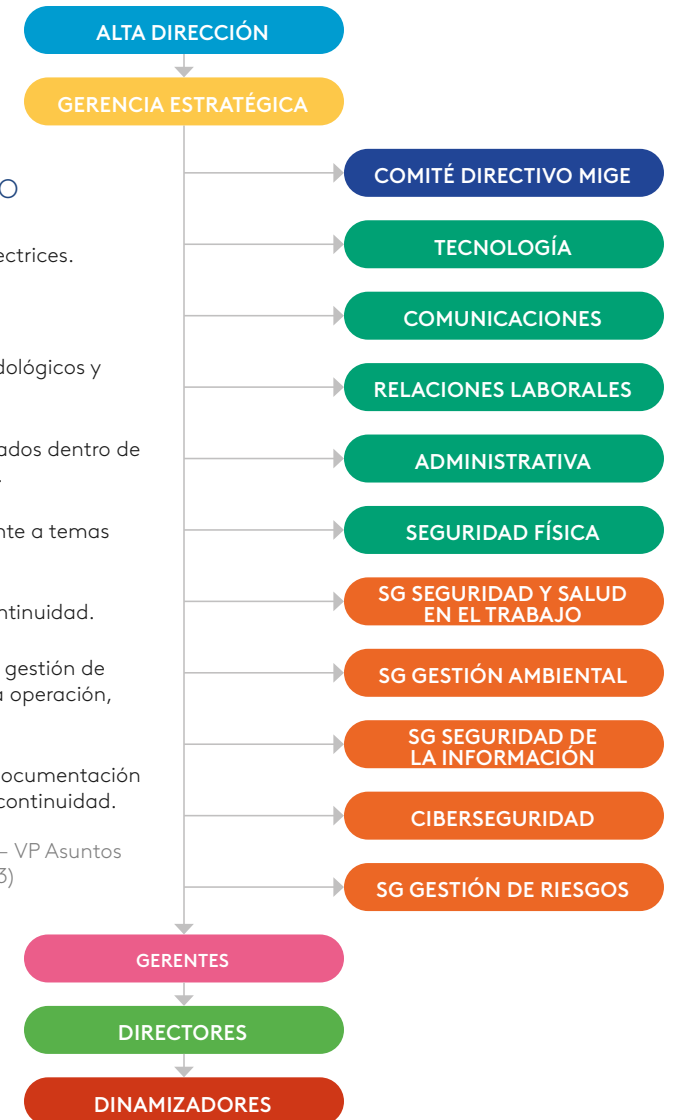 ALTA DIRECCIÓN
GERENCIA ESTRATÉGICA
COMITÉ DIRECTIVO MIGE
O
ectrices.
TECNOLOGÍA
COMUNICACIONES
dológicos y
RELACIONES LABORALES
ados dentro de
.
ADMINISTRATIVA
nte a temas
SEGURIDAD FÍSICA
SG SEGURIDAD Y SALUD
EN EL TRABAJO
ntinuidad.
gestión de
a operación,
SG GESTIÓN AMBIENTAL
SG SEGURIDAD DE
LA INFORMACIÓN
ocumentación
continuidad.
CIBERSEGURIDAD
– VP Asuntos
3)
SG GESTIÓN DE RIESGOS
GERENTES
DIRECTORES
DINAMIZADORES